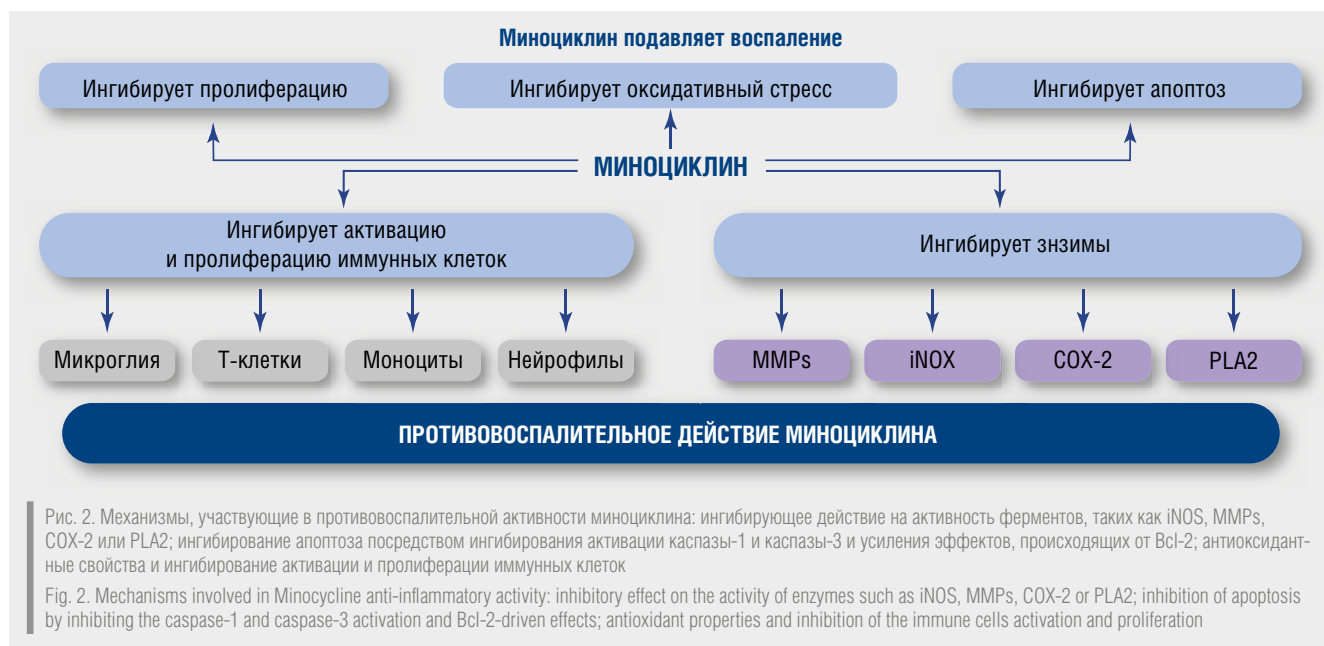 Миноциклин подавляет воспаление
Ингибирует пролиферацию
Ингибирует оксидативный стресс
Ингибирует апоптоз
МИНОЦИКЛИН
Ингибирует активацию
и пролиферацию иммунных клеток
Ингибирует знзимы
Микроглия
Т-клетки
Моноциты
Нейрофилы
MMPs
iNOX
COX-2
PLA2
ПРОТИВОВОСПАЛИТЕЛЬНОЕ ДЕЙСТВИЕ МИНОЦИКЛИНА
Рис. 2. Механизмы, участвующие в противовоспалительной активности миноциклина: ингибирующее действие на активность ферментов, таких как iNOS, MMPs,
COX-2 или PLA2; ингибирование апоптоза посредством ингибирования активации каспазы-1 и каспазы-3 и усиления эффектов, происходящих от Bcl-2; антиоксидант-
ные свойства и ингибирование активации и пролиферации иммунных клеток
Fig. 2. Mechanisms involved in Minocycline anti-inflammatory activity: inhibitory effect on the activity of enzymes such as iNOS, MMPs, COX-2 or PLA2; inhibition of apoptosis
by inhibiting the caspase-1 and caspase-3 activation and Bcl-2-driven effects; antioxidant properties and inhibition of the immune cells activation and proliferation